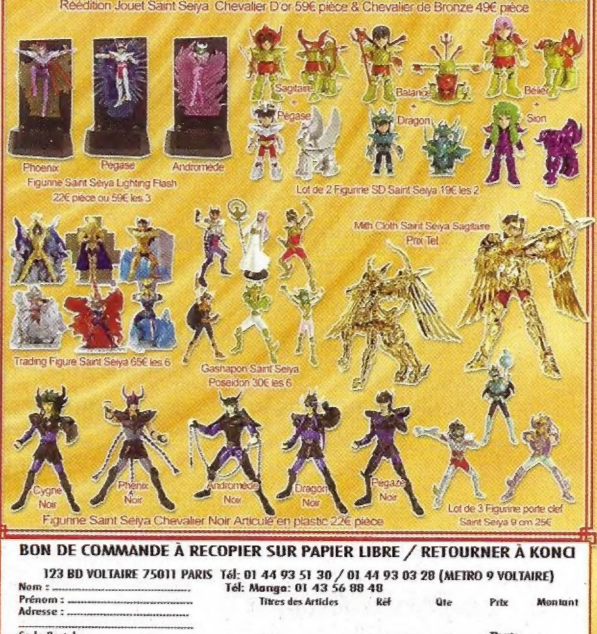 Réédition Jouet Saint Seiya Chevalier D'or 59€ pièce & Chevalier de Bronze 49€ pièce
Sagitaire
+
Pégase
Balance
+
Dragon
Bélier
+
Sion
Phoenix
Pegase
Andromède
Figurine Saint Seiya Lighting Flash
22€ pièce ou 59€ les 3
Lot de 2 Figurine SD Saint Seiya 19€ les 2
Mith Cloth Saint Seiya Sagitaire
Prix Tel
Trading Figure Saint Seiya 65€ les 6
Gashapon Saint Seiya
Poseidon 30€ les 6
Cygne
Noir
Phénix
Noir
Andromède
Noir
Dragon
Noir
Pegaze
Noir
Lot de 3 Figurine porte clef
Saint Seiya 9 cm 25€
Figurine Saint Seiya Chevalier Noir Articulé en plastic 22€ pièce
BON DE COMMANDE À RECOPIER SUR PAPIER LIBRE / RETOURNER À KONCI
123 BD VOLTAIRE 75011 PARIS Tél: 01 44 93 51 30 / 01 44 93 03 28 (METRO 9 VOLTAIRE)
Tél: Manga: 01 43 56 88 48
Nom :
Prénom :
Adresse :
Titres des Articles Réf Qte Prix Montant